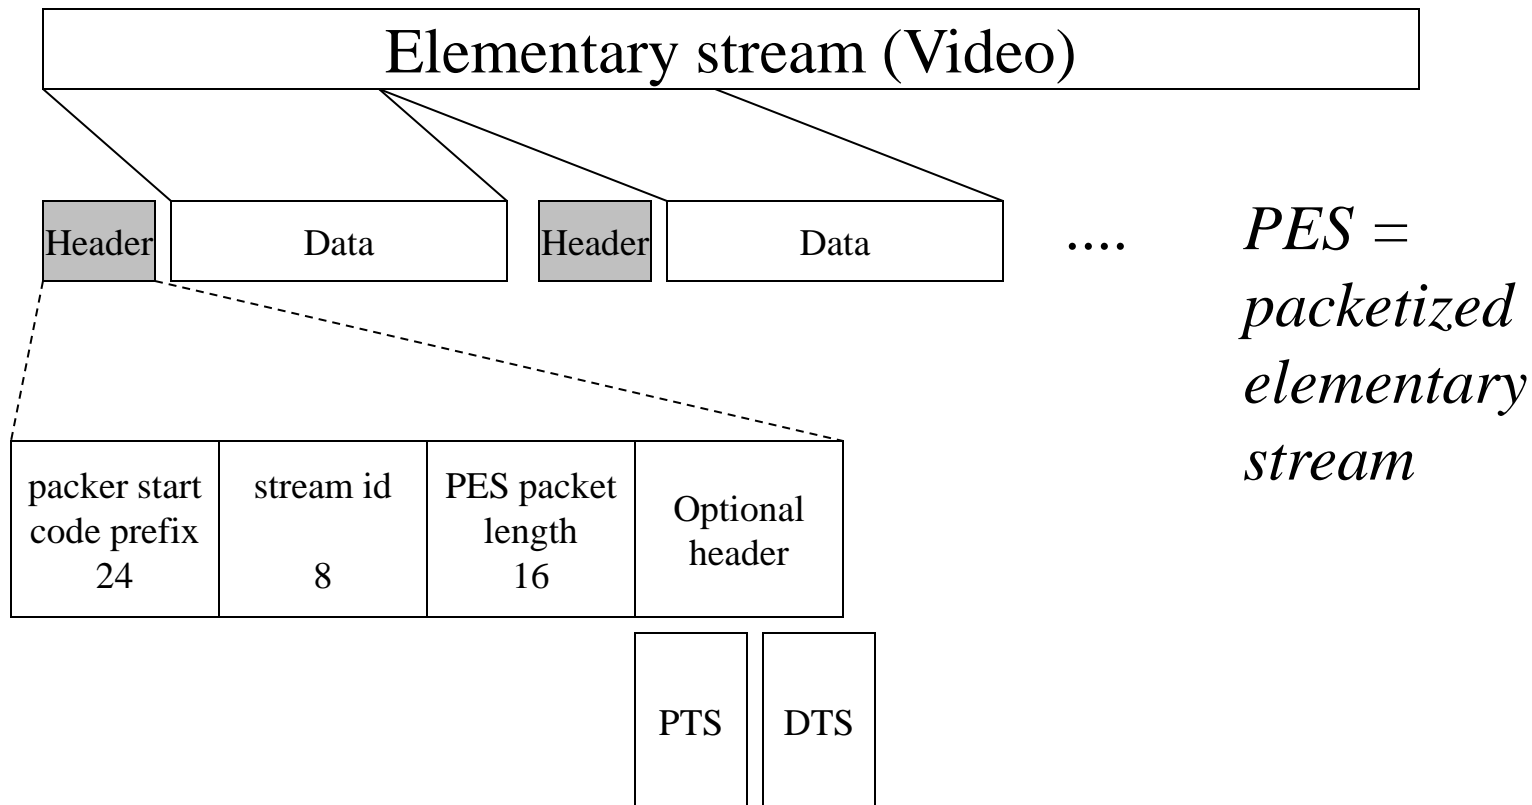 Elementary stream (Video)
Header
Data
Header
Data
....
PES =
packetized
elementary
stream
packer start
code prefix
24
stream id
8
PES packet
length
16
Optional
header
PTS
DTS